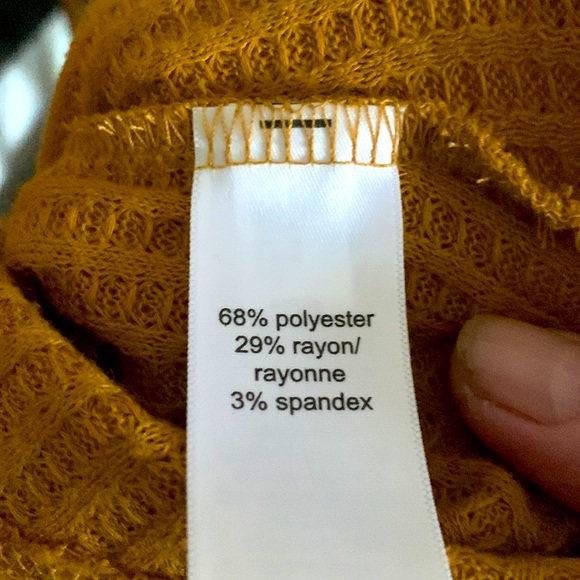 68% polyester
29% rayon/
rayonne
3% spandex